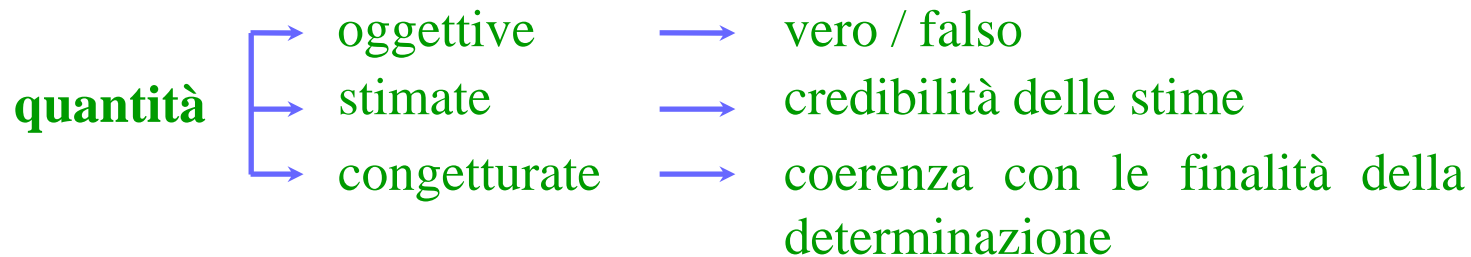 oggettive vero / falso
quantità stimate credibilità delle stime
congetturate coerenza con le finalità della
determinazione